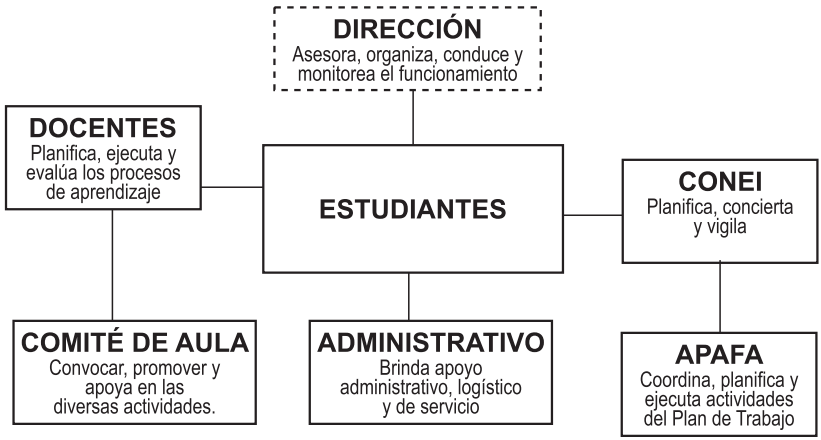 DIRECCIÓN
Asesora, organiza, conduce y
monitorea el funcionamiento
DOCENTES
Planifica, ejecuta y
evalúa los procesos
de aprendizaje
ESTUDIANTES
CONEI
Planifica, concierta
y vigila
COMITÉ DE AULA
Convocar, promover y
apoya en las
diversas actividades.
ADMINISTRATIVO
Brinda apoyo
administrativo, logístico
y de servicio
APAFA
Coordina, planifica y
ejecuta actividades
del Plan de Trabajo